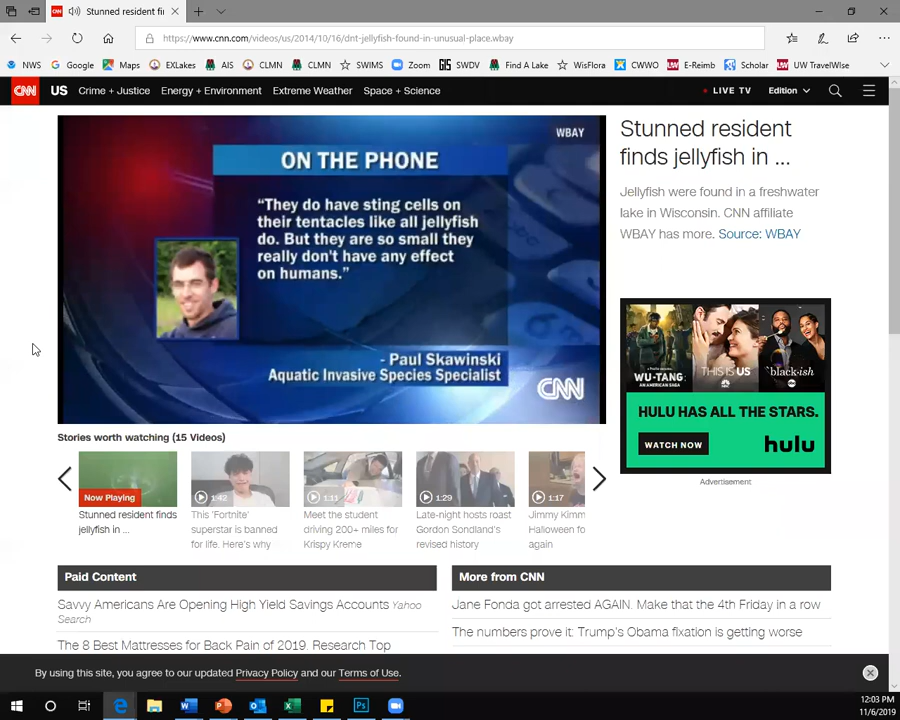 CNN Stunned resident fi
https://www.cnn.com/videos/us/2014/10/16/dnt-jellyfish-found-in-unusual-place.wbay
NWS Google Maps EXLakes AIS CLMN CLMN SWIMS Zoom SWDV Find A Lake WisFlora CWWO E-Reimb Scholar UW TravelWIse
CNN US Crime + Justice Energy + Environment Extreme Weather Space + Science LIVE TV Edition
WBAY
ON THE PHONE
“They do have sting cells on
their tentacles like all jellyfish
do. But they are so small they
really don't have any effect
on humans.”
- Paul Skawinski
Aquatic Invasive Species Specialist
CNN
Stunned resident
finds jellyfish in ...
Jellyfish were found in a freshwater
lake in Wisconsin. CNN affiliate
WBAY has more. Source: WBAY
WU-TANG
AN AMERICAN SAGA
THIS IS US
NBC
black-ish
abc
HULU HAS ALL THE STARS.
WATCH NOW hulu
Advertisement
Stories worth watching (15 Videos)
Now Playing
Stunned resident finds
jellyfish in ...
1:42
This 'Fortnite'
superstar is banned
for life. Here's why
1:11
Meet the student
driving 200+ miles for
Krispy Kreme
1:29
Late-night hosts roast
Gordon Sondland's
revised history
1:17
Jimmy Kimm
Halloween fo
again
Paid Content
Savvy Americans Are Opening High Yield Savings Accounts Yahoo
Search
The 8 Best Mattresses for Back Pain of 2019. Research Top
More from CNN
Jane Fonda got arrested AGAIN. Make that the 4th Friday in a row
The numbers prove it: Trump's Obama fixation is getting worse
By using this site, you agree to our updated Privacy Policy and our Terms of Use.
12:03 PM
11/6/2019